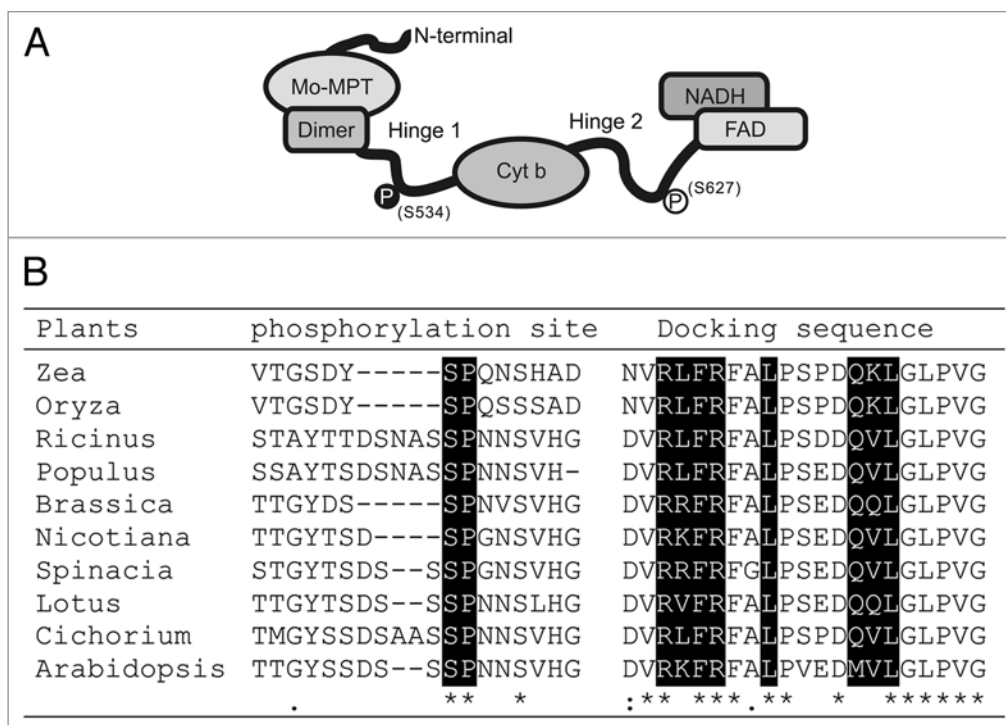 A
N-terminal
Mo-MPT
Dimer
Hinge 1
Cyt b
Hinge 2
NADH
FAD
P
(S534)
P
(S627)
B
Plants phosphorylation site Docking sequence
Zea VTGSDY-----SPQNSHAD NVRLFRFALPSPDQKLGLPVG
Oryza VTGSDY-----SPQSSSAD NVRLFRFALPSPDQKLGLPVG
Ricinus STAYTTDSNASSPNNSVHG DVRLFRFALPSDDQVLGLPVG
Populus SSAYTSDSNASSPNNSVH- DVRLFRFALPSEDQVLGLPVG
Brassica TTGYDS-----SPNVSVHG DVRRFRFALPSEDQQLGLPVG
Nicotiana TTGYTSD----SPGNSVHG DVRKFRFALPSEDQVLGLPVG
Spinacia STGYTSDS--SSPGNSVHG DVRRFRFGLPSEDQVLGLPVG
Lotus TTGYTSDS--SSPNNSLHG DVRVFRFALPSEDQQLGLPVG
Cichorium TMGYSSDSAASSPNNSVHG DVRLFRFALPSPDQVLGLPVG
Arabidopsis TTGYSSDS--SSPNNSVHG DVRKFRFALPVEDMVLGLPVG
. ** * :** ***.** * ******